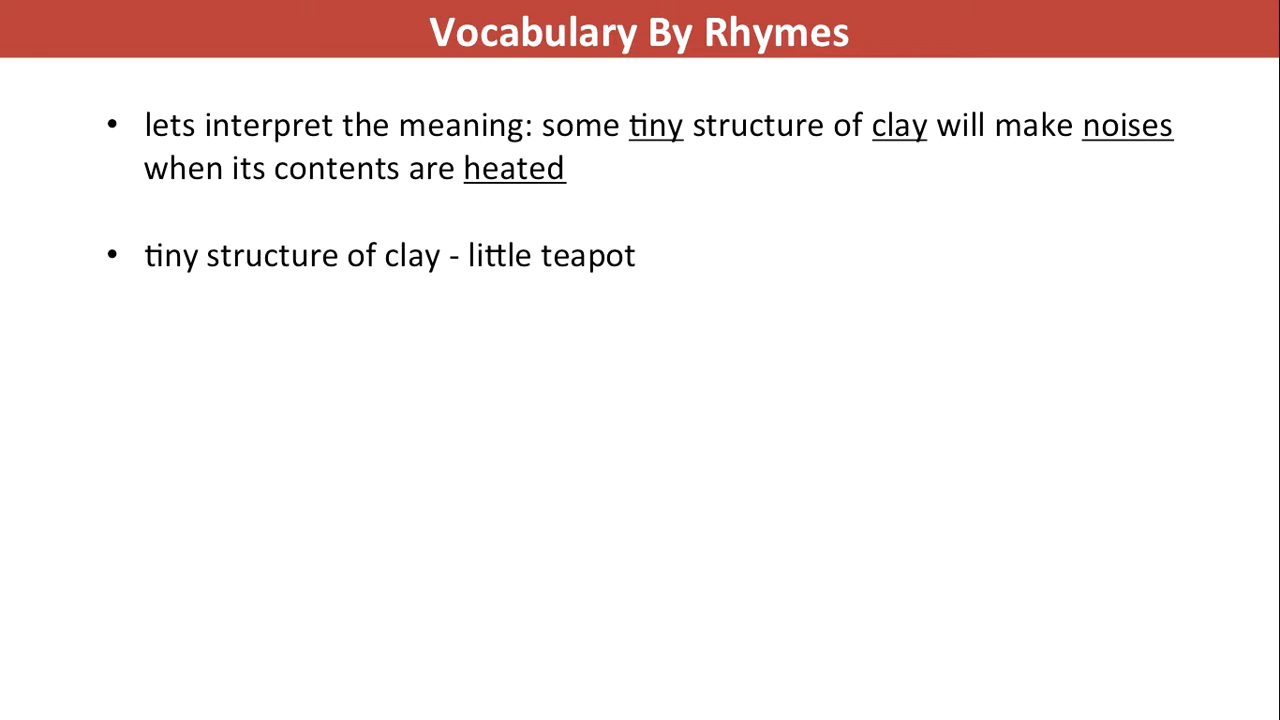 Vocabulary By Rhymes
• lets interpret the meaning: some tiny structure of clay will make noises
when its contents are heated
• tiny structure of clay - little teapot